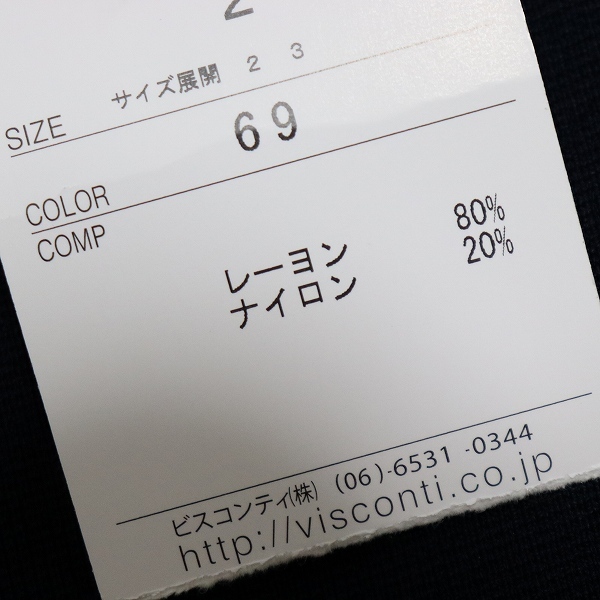 2
サイズ展開 2 3
SIZE
69
COLOR
COMP
レーヨン 80%
ナイロン 20%
ビスコンティ(株) (06)-6531 -0344
http://visconti.co.jp